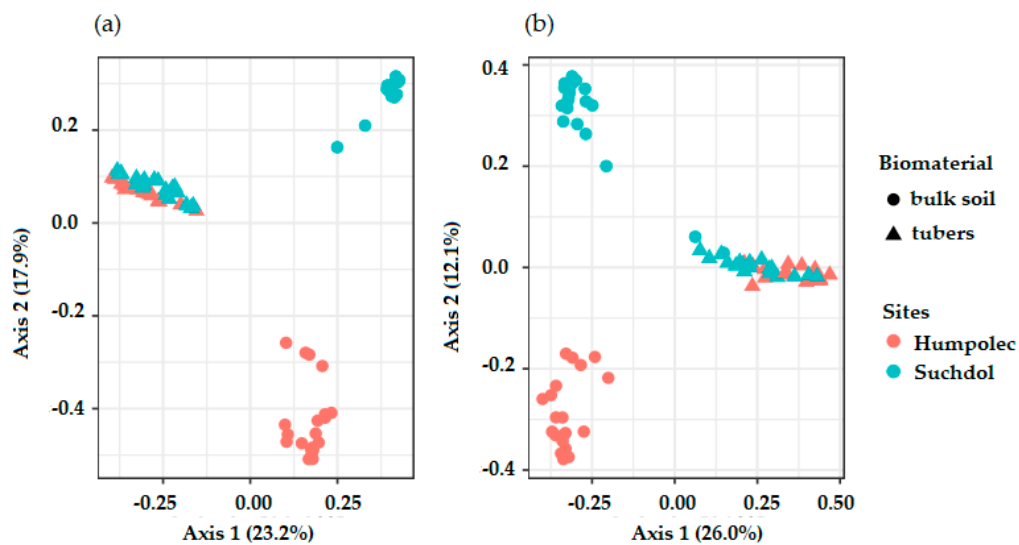 (a)
(b)
0.2
0.0
-0.2
-0.4
Axis 2 (17.9%)
-0.25
0.00
0.25
Axis 1 (23.2%)
0.4
0.2
0.0
-0.2
-0.4
Axis 2 (12.1%)
-0.25
0.00
0.25
0.50
Axis 1 (26.0%)
Biomaterial
bulk soil
tubers
Sites
Humpolec
Suchdol